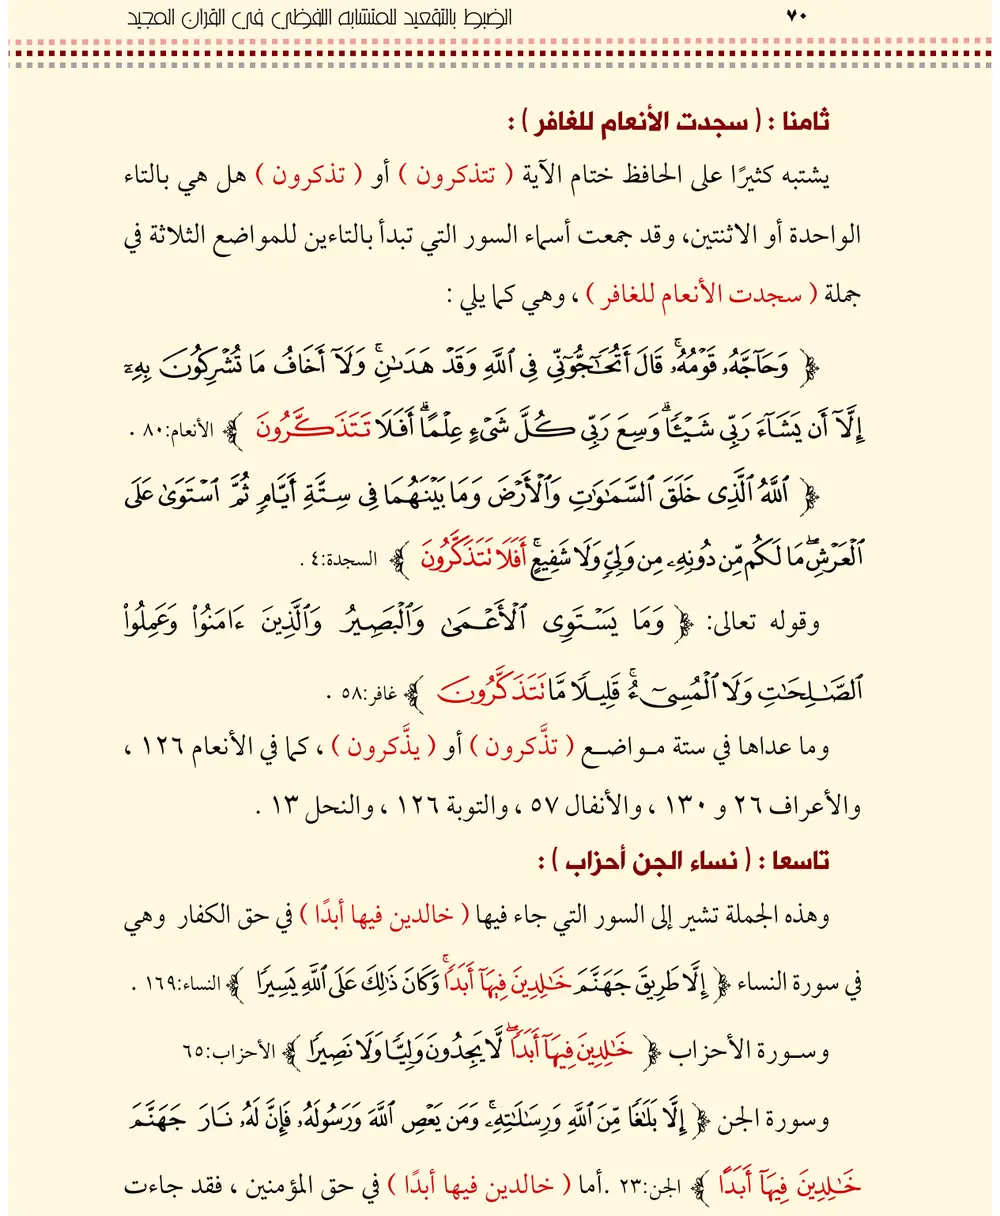 ٧٠ الضبط بالتقعيد للمتشابه اللفظي في القرآن المجيد
ثامنا : ( سجدت الأنعام للغافر ) :
يشتبه كثيرًا على الحافظ ختام الآية ( تتذكرون ) أو ( تذكرون ) هل هي بالتاء
الواحدة أو الاثنتين، وقد جمعت أسماء السور التي تبدأ بالتاءين للمواضع الثلاثة في
جملة ( سجدت الأنعام للغافر ) ، وهي كما يلي :
﴿ وَحَآجَّهُۥ قَوْمُهُۥ ۚ قَالَ أَتُحَـٰٓجُّوٓنِّى فِى ٱللَّهِ وَقَدْ هَدَىٰنِ ۚ وَلَآ أَخَافُ مَا تُشْرِكُونَ بِهِۦٓ
إِلَّآ أَن يَشَآءَ رَبِّى شَيْـًٔا ۗ وَسِعَ رَبِّى كُلَّ شَىْءٍ عِلْمًا ۗ أَفَلَا تَتَذَكَّرُونَ ﴾ الأنعام:٨٠ .
﴿ ٱللَّهُ ٱلَّذِى خَلَقَ ٱلسَّمَـٰوَٰتِ وَٱلْأَرْضَ وَمَا بَيْنَهُمَا فِى سِتَّةِ أَيَّامٍ ثُمَّ ٱسْتَوَىٰ عَلَى
ٱلْعَرْشِ ۖ مَا لَكُم مِّن دُونِهِۦ مِن وَلِىٍّ وَلَا شَفِيعٍ ۚ أَفَلَا تَتَذَكَّرُونَ ﴾ السجدة:٤ .
وقوله تعالى: ﴿ وَمَا يَسْتَوِى ٱلْأَعْمَىٰ وَٱلْبَصِيرُ وَٱلَّذِينَ ءَامَنُوا۟ وَعَمِلُوا۟
ٱلصَّـٰلِحَـٰتِ وَلَا ٱلْمُسِىٓءُ ۚ قَلِيلًا مَّا تَتَذَكَّرُونَ ﴾ غافر:٥٨ .
وما عداها في ستة مـواضـع ( تذَّكرون ) أو ( يذَّكرون ) ، كما في الأنعام ١٢٦ ،
والأعراف ٢٦ و ١٣٠ ، والأنفال ٥٧ ، والتوبة ١٢٦ ، والنحل ١٣ .
تاسعا : ( نساء الجن أحزاب ) :
وهذه الجملة تشير إلى السور التي جاء فيها ( خالدين فيها أبدًا ) في حق الكفار وهي
في سورة النساء ﴿ إِلَّا طَرِيقَ جَهَنَّمَ خَـٰلِدِينَ فِيهَآ أَبَدًا ۚ وَكَانَ ذَٰلِكَ عَلَى ٱللَّهِ يَسِيرًا ﴾ النساء:١٦٩ .
وسـورة الأحزاب ﴿ خَـٰلِدِينَ فِيهَآ أَبَدًا ۖ لَّا يَجِدُونَ وَلِيًّا وَلَا نَصِيرًا ﴾ الأحزاب:٦٥
وسورة الجن ﴿ إِلَّا بَلَـٰغًا مِّنَ ٱللَّهِ وَرِسَـٰلَـٰتِهِۦ ۚ وَمَن يَعْصِ ٱللَّهَ وَرَسُولَهُۥ فَإِنَّ لَهُۥ نَارَ جَهَنَّمَ
خَـٰلِدِينَ فِيهَآ أَبَدًا ﴾ الجن:٢٣ .أما ( خالدين فيها أبدًا ) في حق المؤمنين ، فقد جاءت